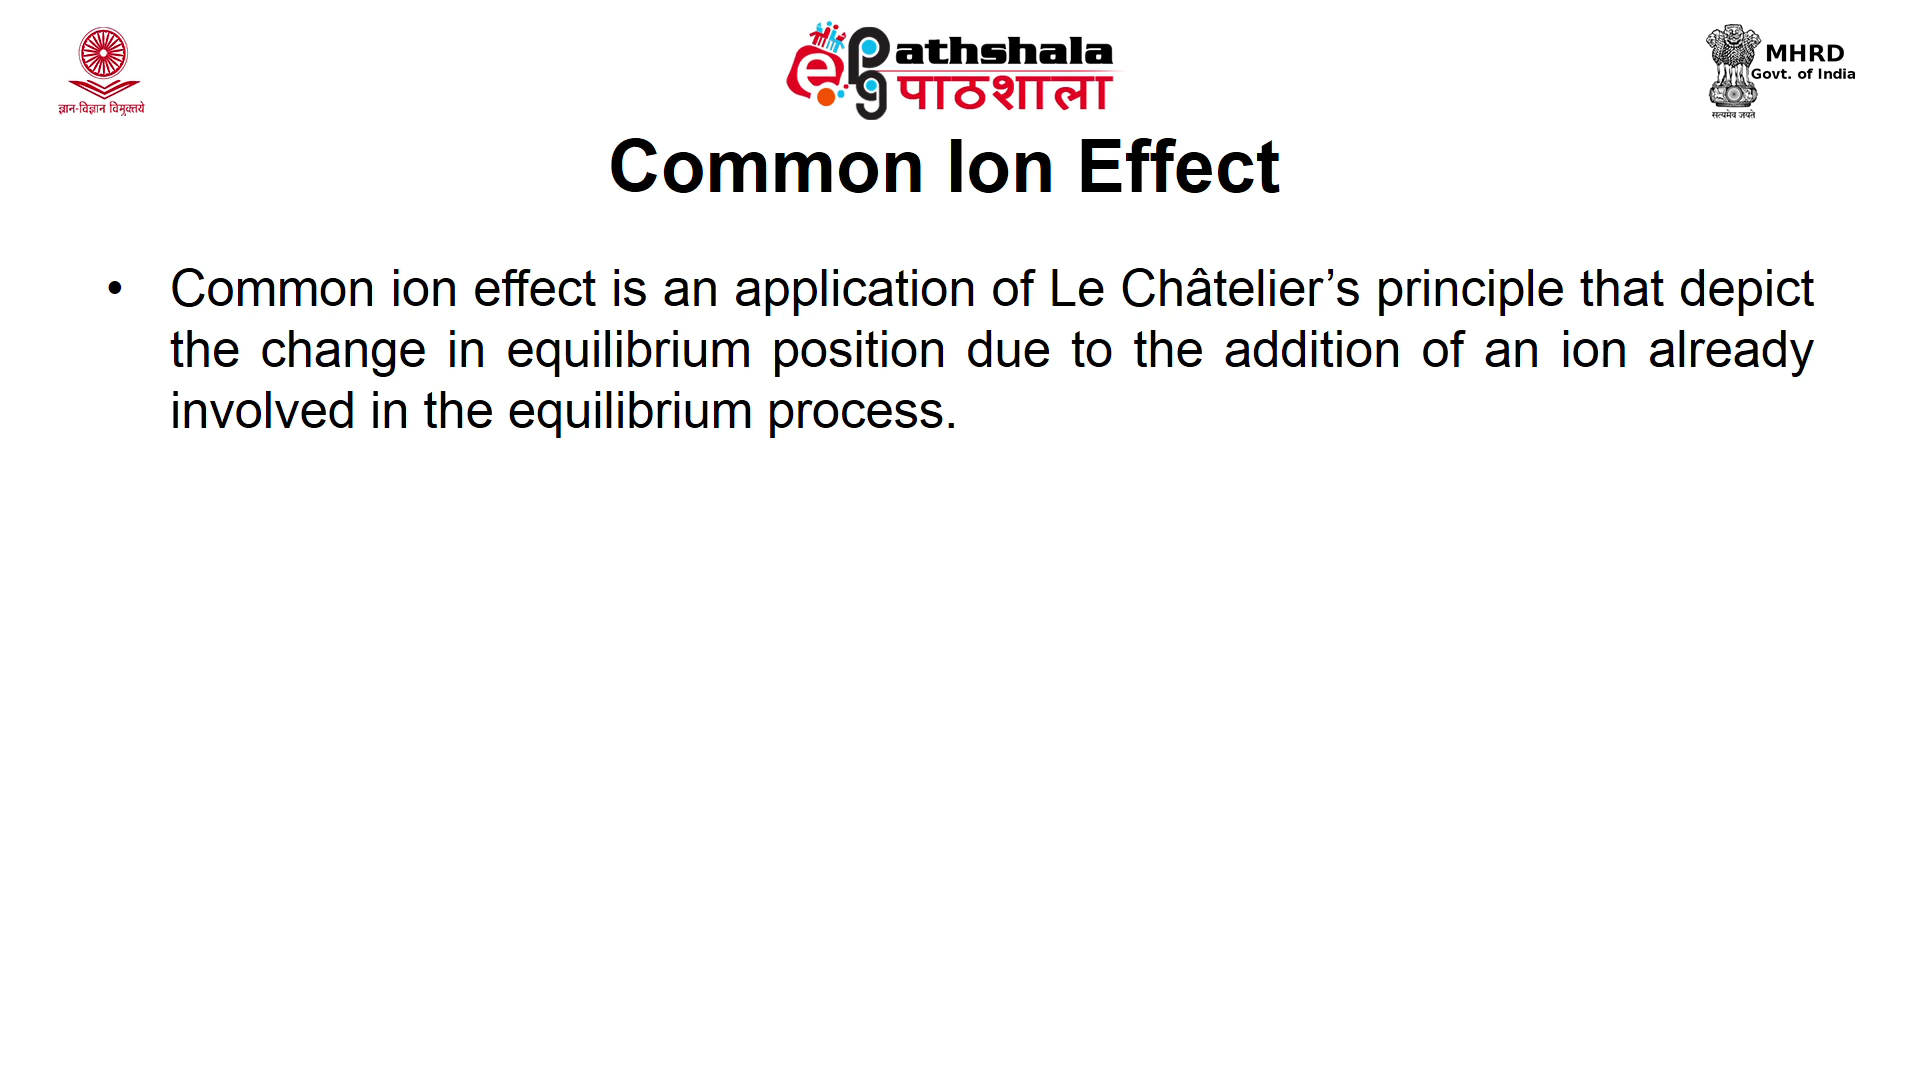 ज्ञान-विज्ञान विमुक्तये
ePG athshala
पाठशाला
MHRD
Govt. of India
सत्यमेव जयते
Common Ion Effect
• Common ion effect is an application of Le Châtelier’s principle that depict
the change in equilibrium position due to the addition of an ion already
involved in the equilibrium process.